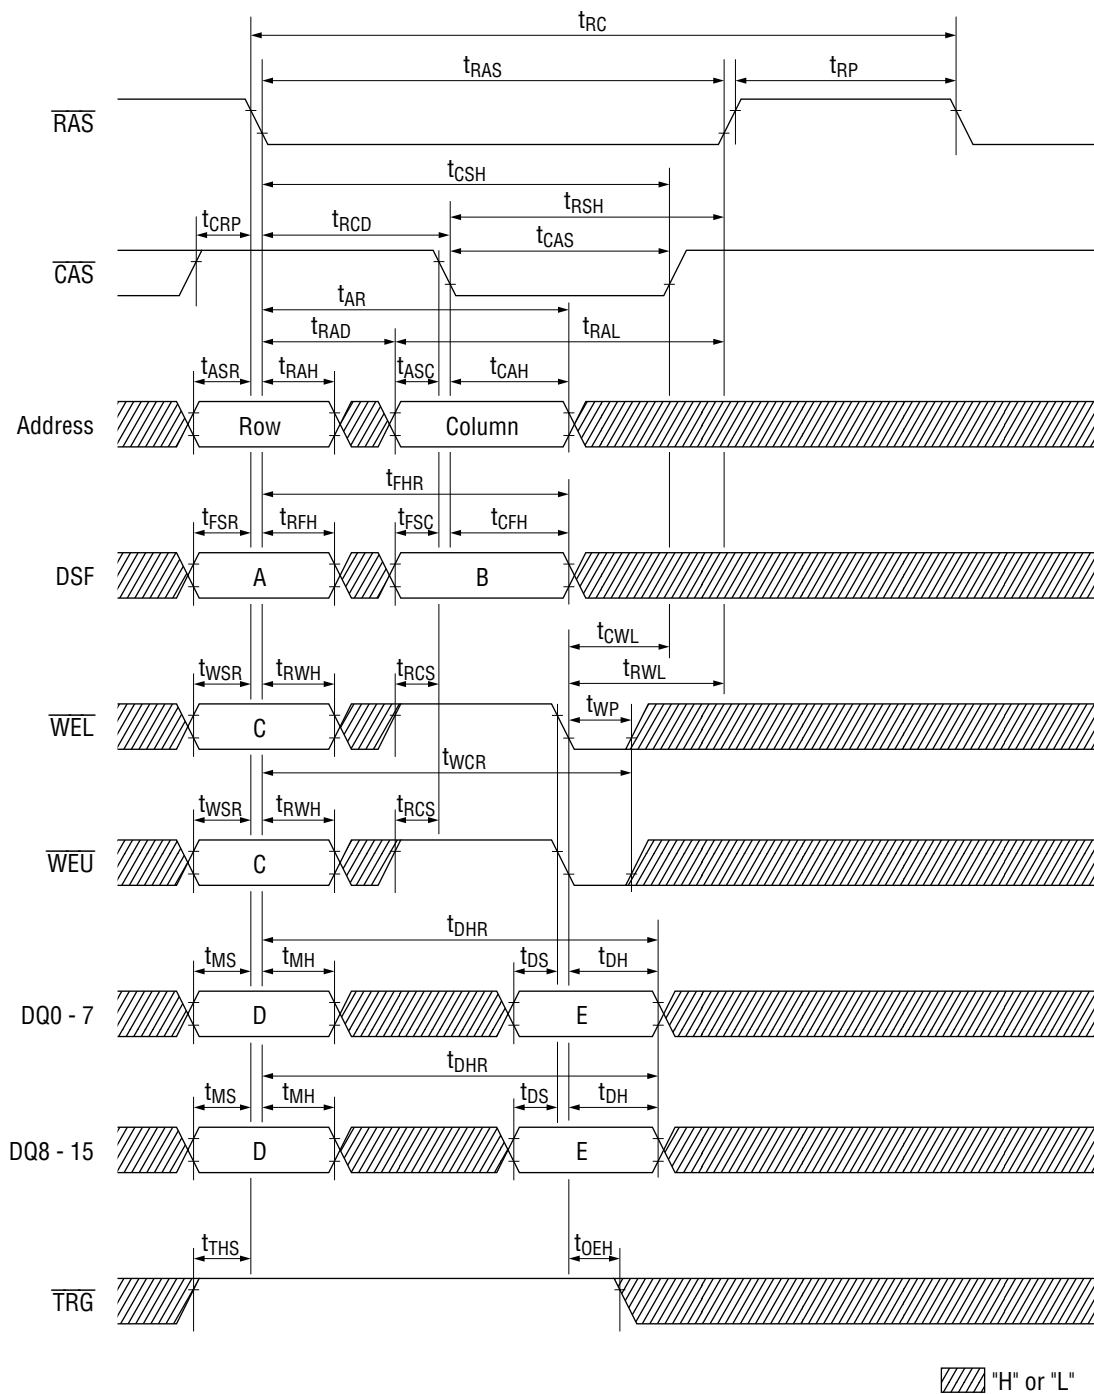 tRC
tRAS tRP
RAS
tCSH
tRSH
tCRP tRCD
tCAS
CAS
tAR
tRAD tRAL
tASR tRAH tASC tCAH
Address Row Column
tFHR
tFSR tRFH tFSC tCFH
DSF A B
tCWL
tWSR tRWH tRCS
tRWL
tWP
WEL C
tWCR
tWSR tRWH tRCS
WEU C
tDHR
tMS tMH tDS tDH
DQ0 - 7 D E
tDHR
tMS tMH tDS tDH
DQ8 - 15 D E
tTHS tOEH
TRG
"H" or "L"